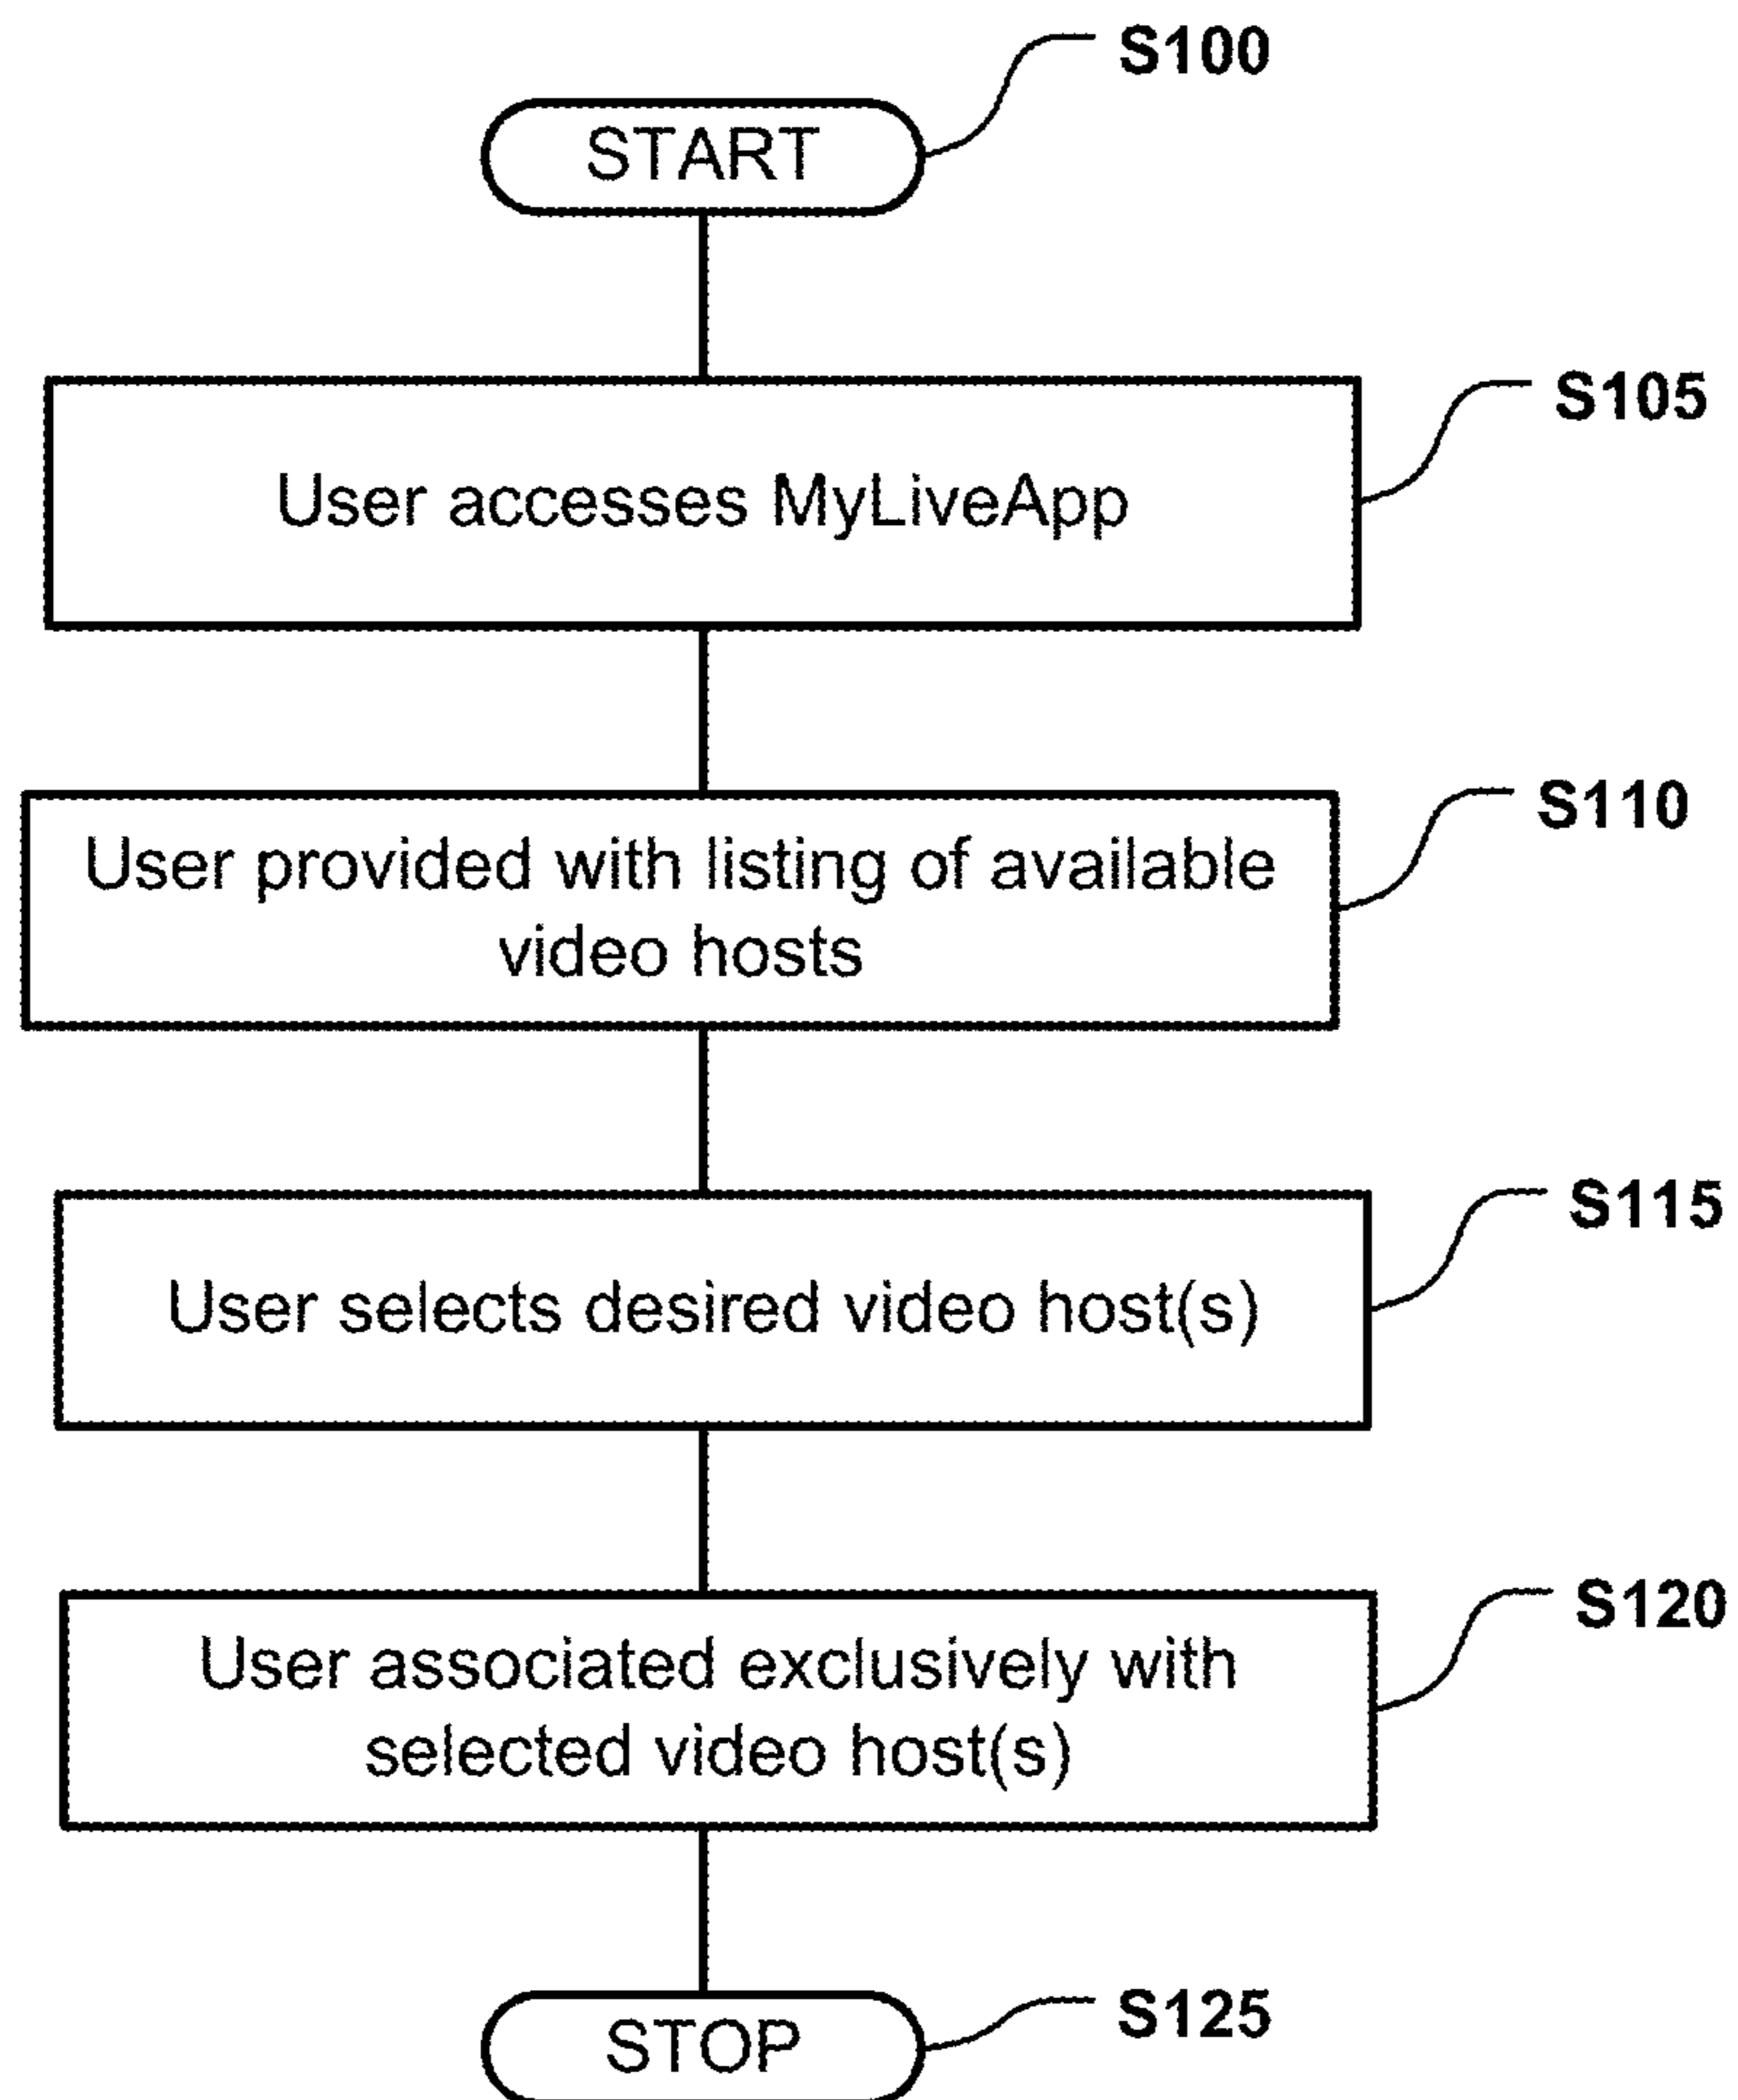 S100
START
S105
User accesses MyLiveApp
S110
User provided with listing of available
video hosts
S115
User selects desired video host(s)
S120
User associated exclusively with
selected video host(s)
S125
STOP